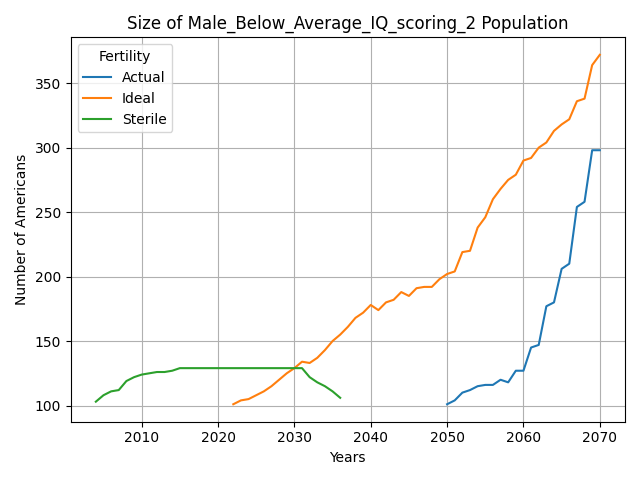 Size of Male_Below_Average_IQ_scoring_2 Population
Fertility
Actual
Ideal
Sterile
Number of Americans
350
300
250
200
150
100
2010
2020
2030
2040
2050
2060
2070
Years